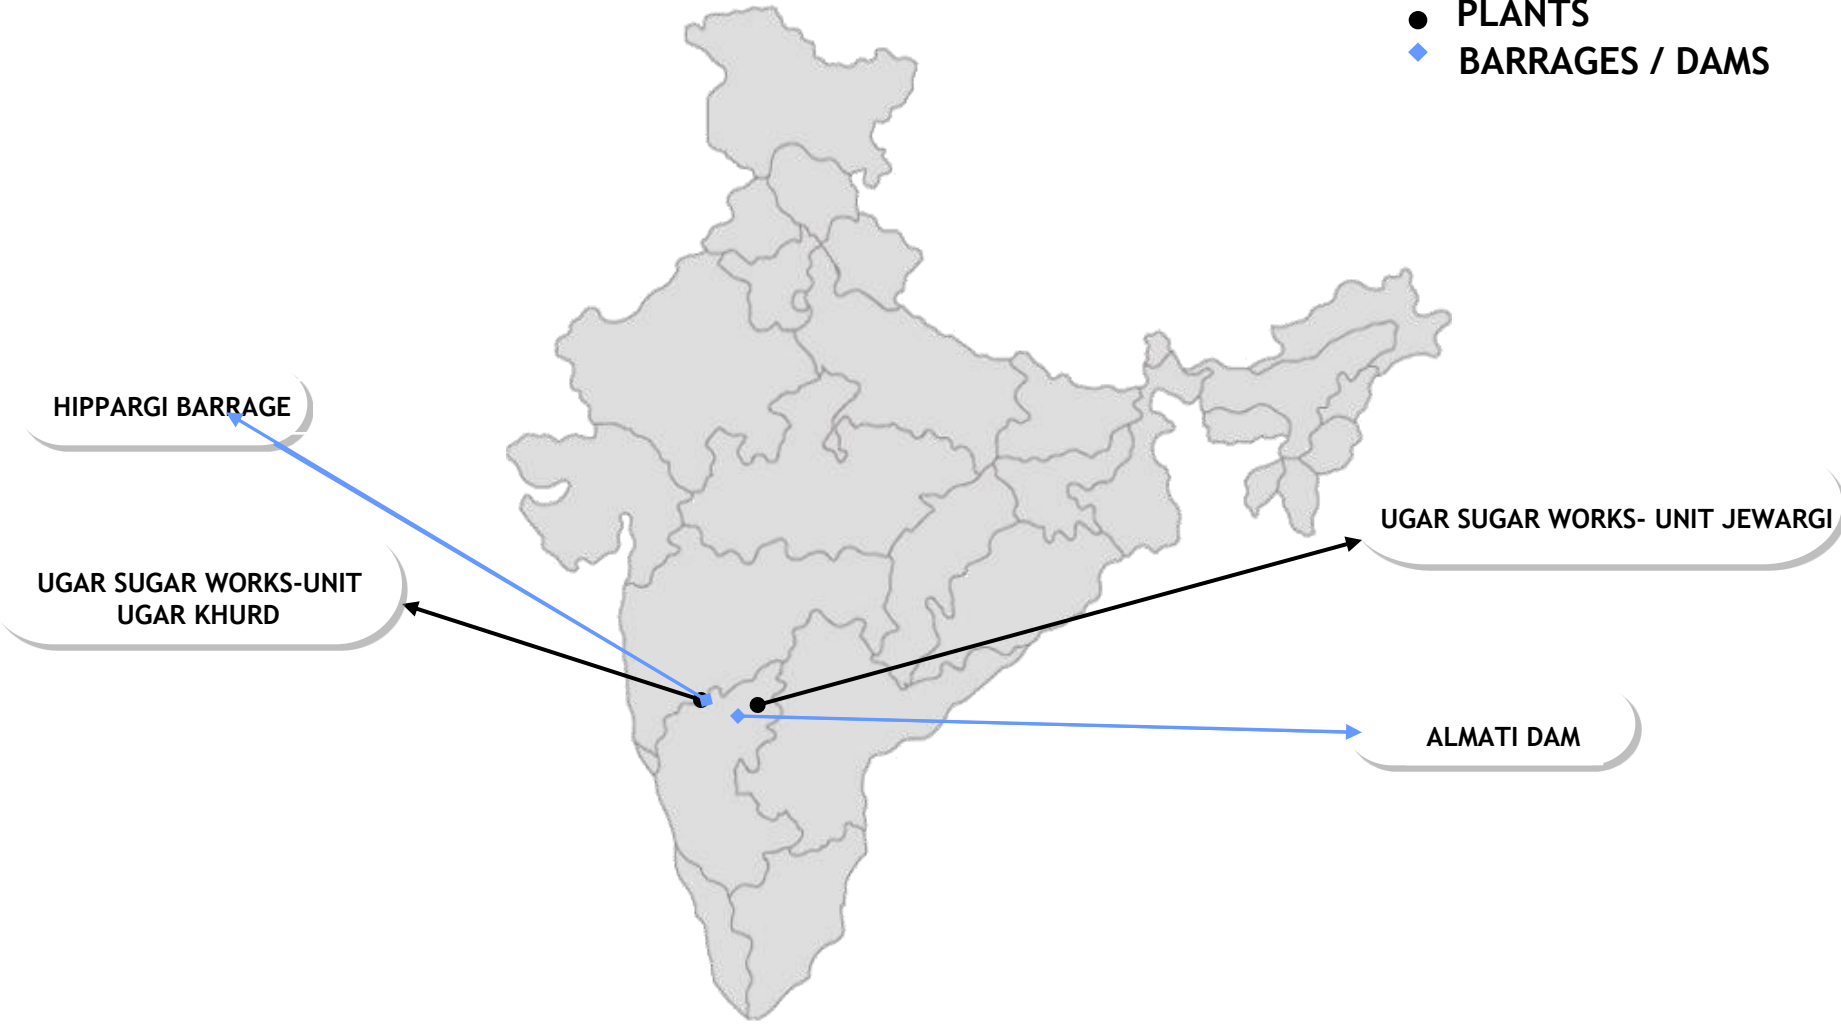 PLANTS
BARRAGES / DAMS
HIPPARGI BARRAGE
UGAR SUGAR WORKS- UNIT JEWARGI
UGAR SUGAR WORKS-UNIT
UGAR KHURD
ALMATI DAM